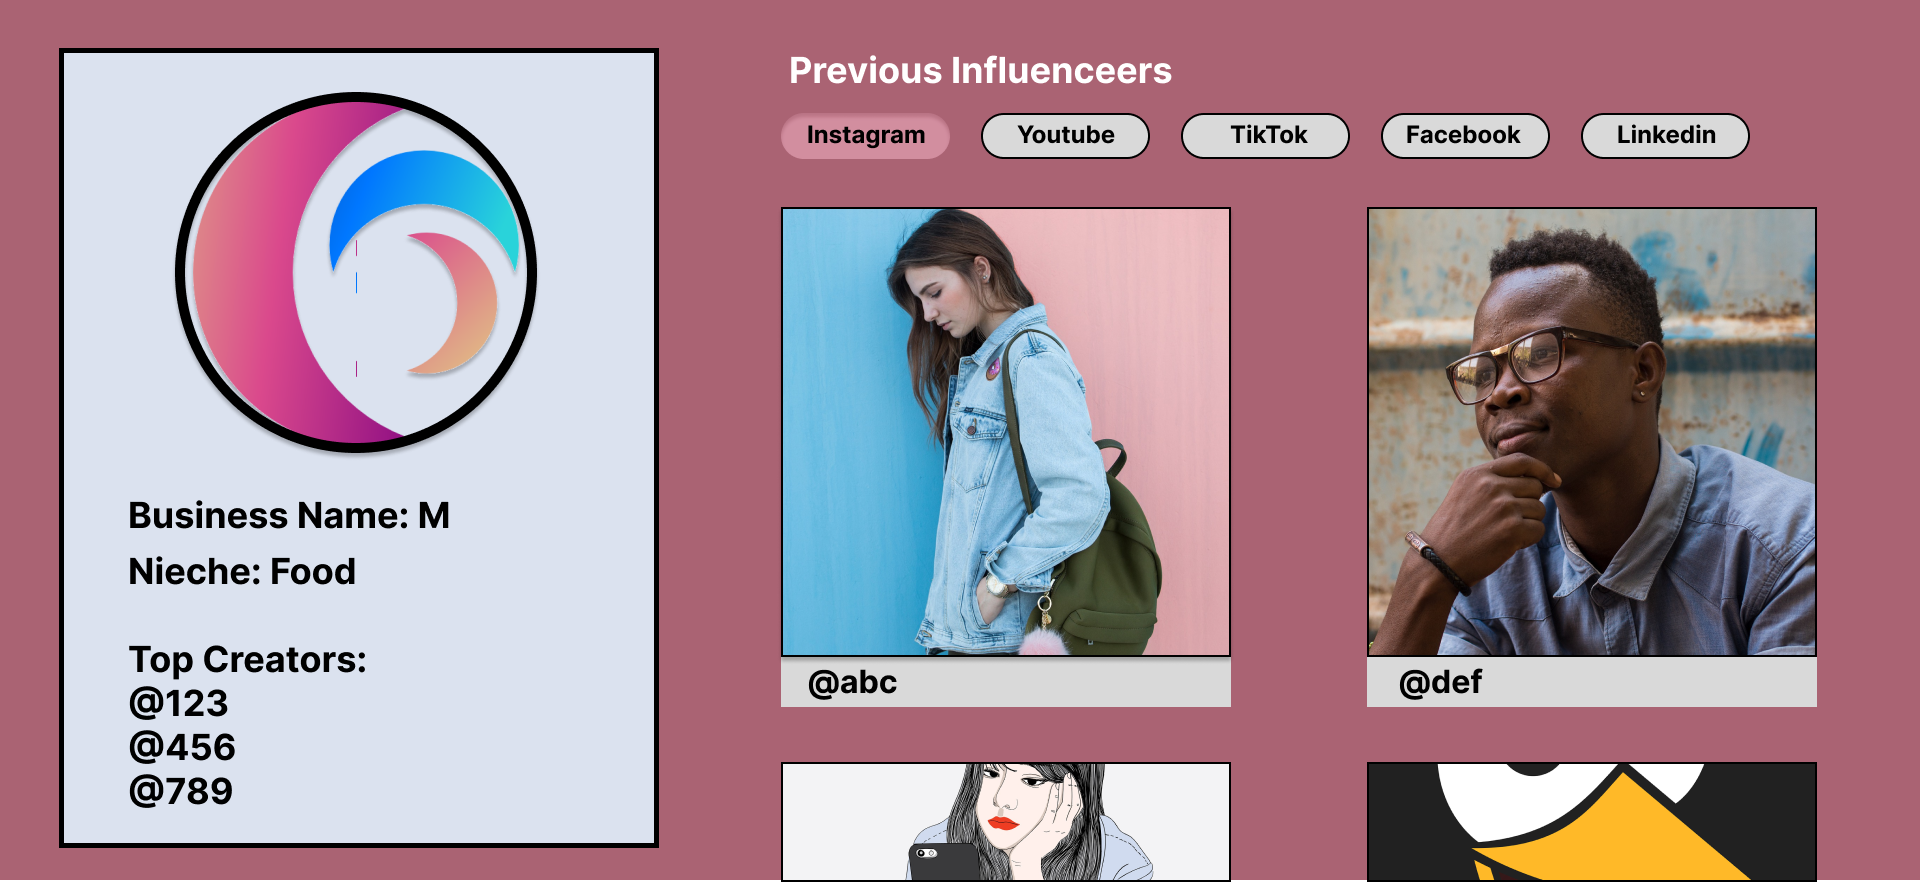 Business Name: M
Nieche: Food
Top Creators:
@123
@456
@789
Previous Influenceers
Instagram
Youtube
TikTok
Facebook
Linkedin
@abc
@def